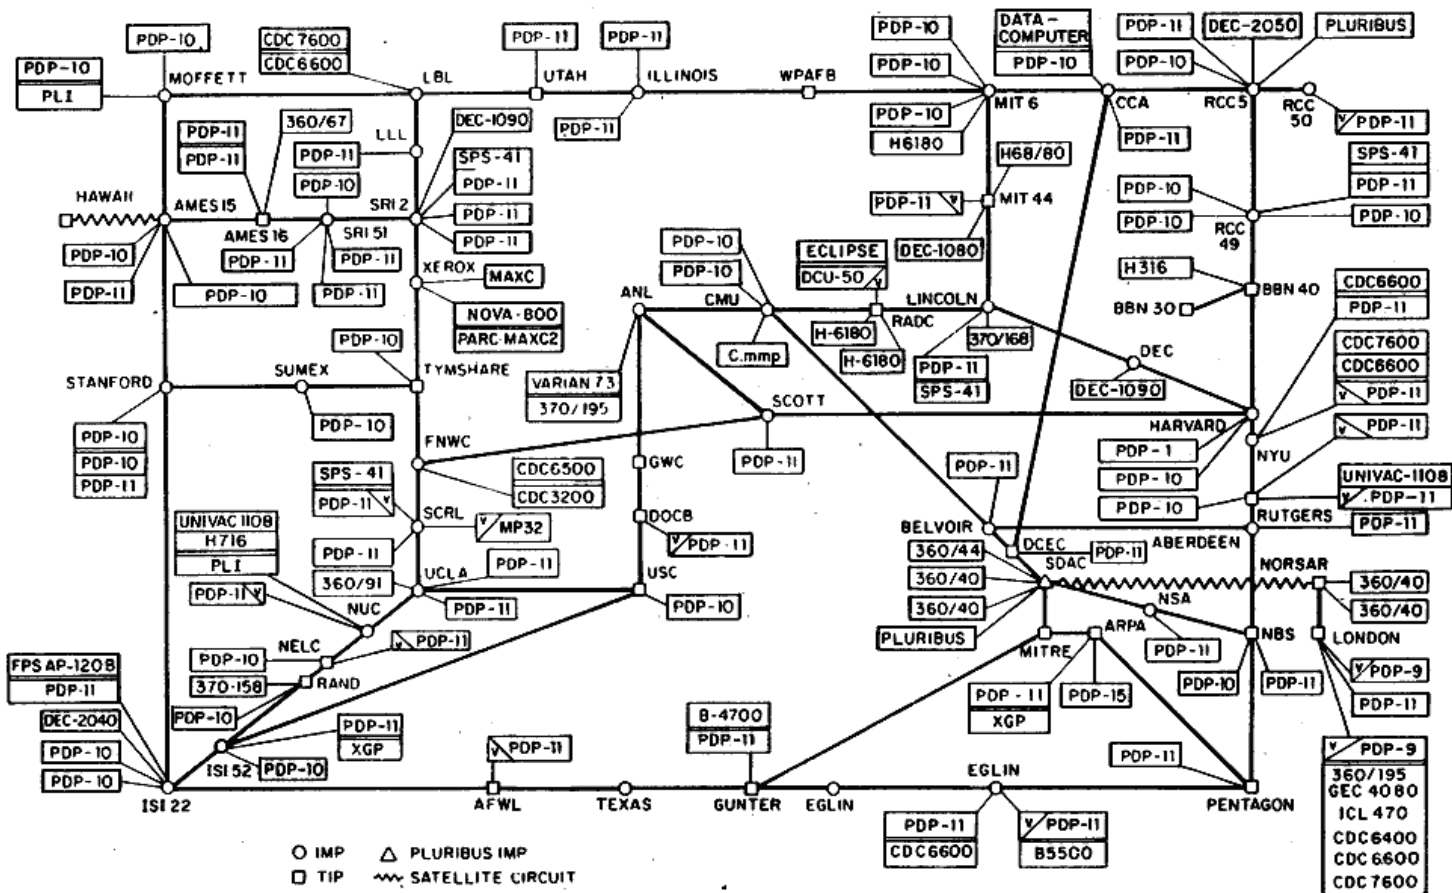 PDP-10
CDC7600
CDC6600
PDP-11
PDP-11
PDP-10
PDP-10
PDP-10
H6180
DATA-
COMPUTER
PDP-10
PDP-11
PDP-10
DEC-2050
PLURIBUS
PDP-10
PLI
MOFFETT
LBL
UTAH
ILLINOIS
WPAFB
MIT 6
CCA
RCC5
RCC
50
PDP-11
PDP-11
PDP-11
V PDP-11
PDP-11
PDP-11
360/67
LLL
PDP-11
DEC-1090
SPS-41
PDP-11
PDP-11
PDP-11
H68/80
PDP-11 V
MIT 44
DEC-1080
SPS-41
PDP-11
PDP-10
PDP-10
PDP-10
RCC
49
HAWAII
AMES15
AMES16
PDP-10
SRI51
SRI2
PDP-10
PDP-11
PDP-10
PDP-11
PDP-11
PDP-11
XEROX
MAXC
NOVA-800
PARC-MAXC2
PDP-10
PDP-10
CMU
C.mmp
ANL
ECLIPSE
DCU-50 V
RADC
H-6180
H-6180
LINCOLN
370/168
PDP-11
SPS-41
H316
BBN 40
BBN 30
CDC6600
PDP-11
CDC7600
CDC6600
V PDP-11
V PDP-11
DEC
DEC-1090
PDP-10
STANFORD
SUMEX
TYMSHARE
PDP-10
PDP-10
PDP-10
PDP-11
VARIAN 73
370/195
SCOTT
PDP-11
HARVARD
PDP-1
PDP-10
PDP-10
NYU
FNWC
CDC6500
CDC3200
GWC
SPS-41
PDP-11 V
SCRL
V MP32
PDP-11
DOCB
V PDP-11
PDP-11
UNIVAC-1108
V PDP-11
RUTGERS
PDP-11
BELVOIR
ABERDEEN
UNIVAC 1108
H716
PLI
PDP-11 V
360/91
UCLA
PDP-11
PDP-11
USC
PDP-10
360/44
360/40
360/40
PLURIBUS
DCEC
PDP-11
SDAC
NORSAR
360/40
360/40
NUC
NELC
V PDP-11
PDP-10
370-158
RAND
PDP-10
NSA
PDP-11
MITRE
ARPA
PDP-11
XGP
PDP-15
NBS
PDP-10
PDP-11
LONDON
V PDP-9
PDP-11
FPS AP-120B
PDP-11
DEC-2040
PDP-10
PDP-10
PDP-11
XGP
ISI52
PDP-10
ISI22
V PDP-11
AFWL
TEXAS
B-4700
PDP-11
GUNTER
EGLIN
EGLIN
PDP-11
CDC6600
V PDP-11
B5500
PDP-11
PENTAGON
V PDP-9
360/195
GEC 4080
ICL 470
CDC6400
CDC6600
CDC7600
IMP
PLURIBUS IMP
TIP
SATELLITE CIRCUIT